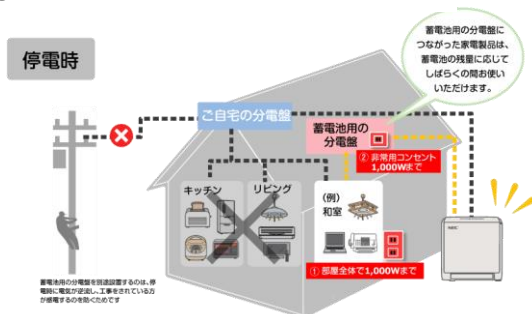 停電時
蓄電池用の分電盤に
つながった家電製品は、
蓄電池の残量に応じて
しばらくの間お使い
いただけます。
ご自宅の分電盤
蓄電池用の
分電盤
② 非常用コンセント
1,000Wまで
キッチン
リビング
(例)
和室
① 部屋全体で1,000Wまで
蓄電池用の分電盤を別途設置するのは、停
電時に電気が逆流し、工事をされている方
が感電するのを防ぐためです